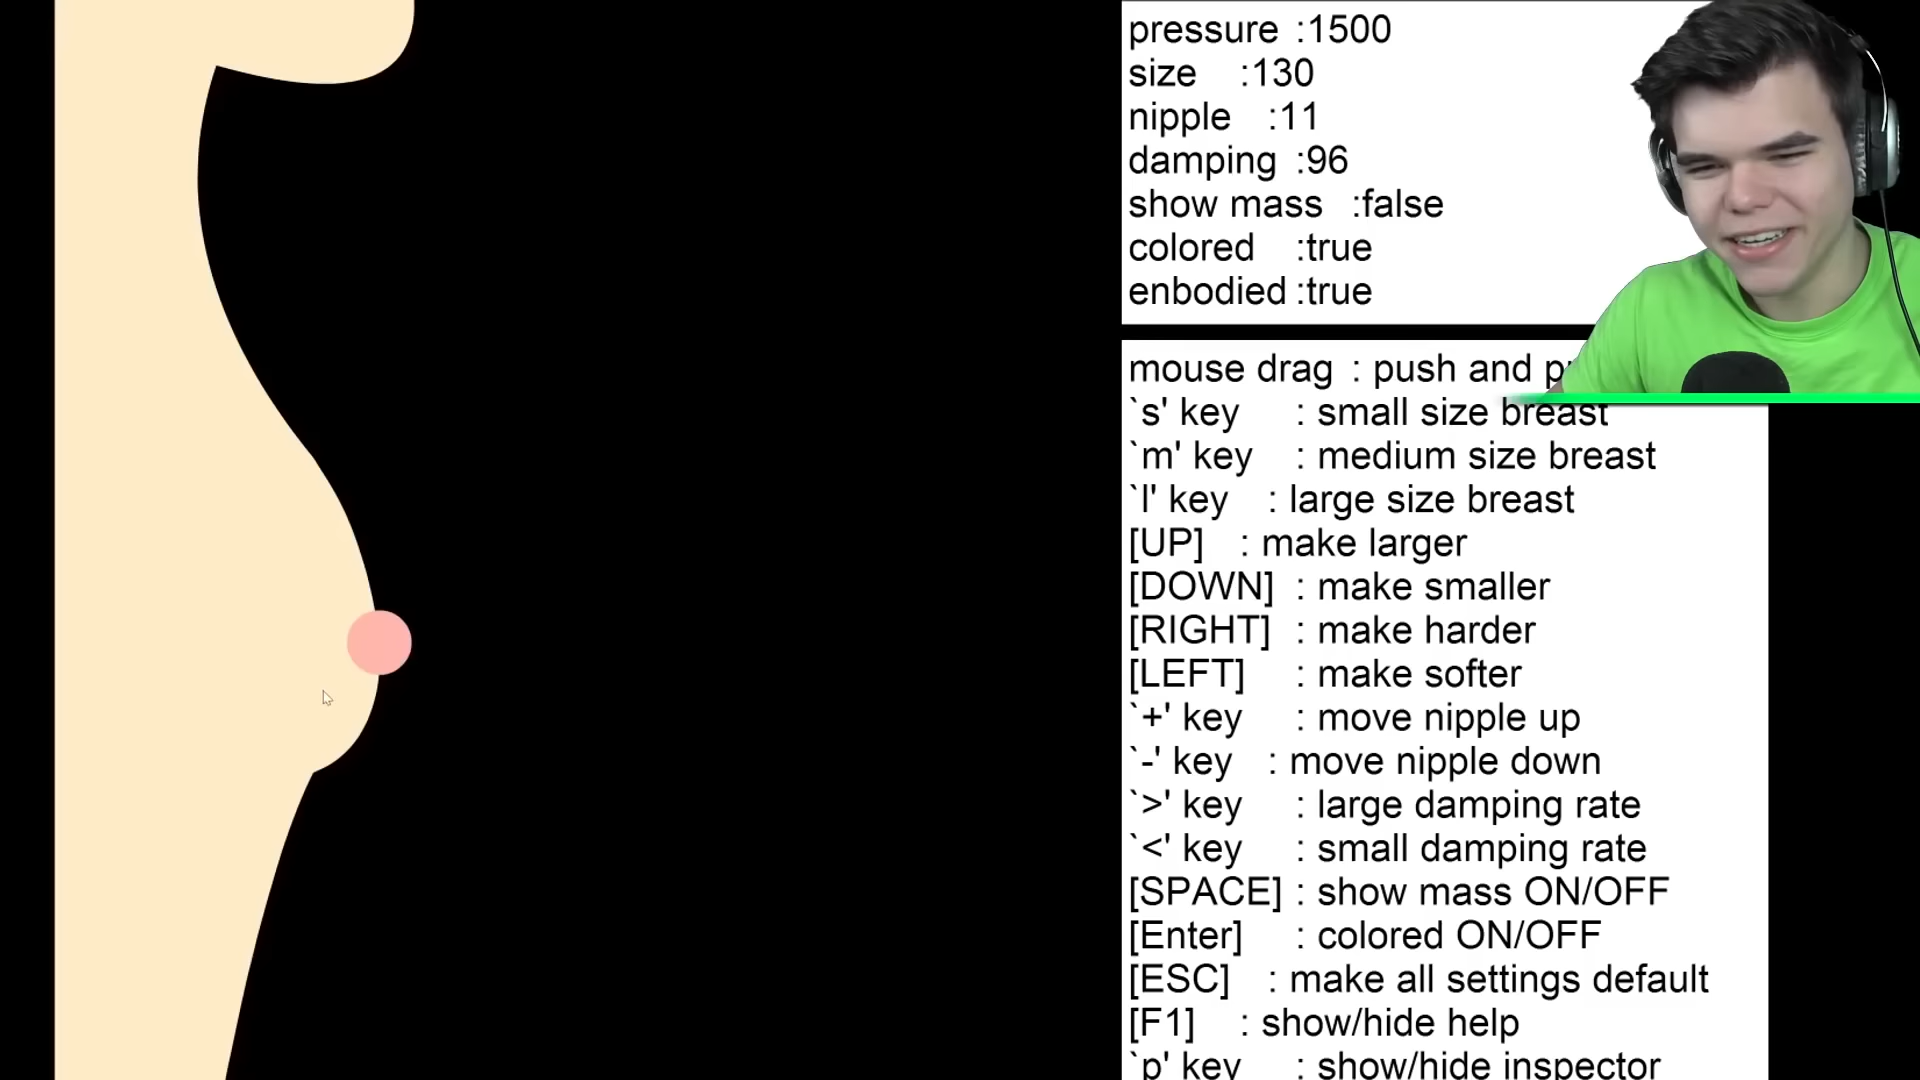 pressure :1500
size :130
nipple :11
damping :96
show mass :false
colored :true
enbodied :true
mouse drag : push and
`s' key : small size breast
`m' key : medium size breast
`l' key : large size breast
[UP] : make larger
[DOWN] : make smaller
[RIGHT] : make harder
[LEFT] : make softer
`+' key : move nipple up
`-' key : move nipple down
`>' key : large damping rate
`<' key : small damping rate
[SPACE] : show mass ON/OFF
[Enter] : colored ON/OFF
[ESC] : make all settings default
[F1] : show/hide help
`p' key : show/hide inspector